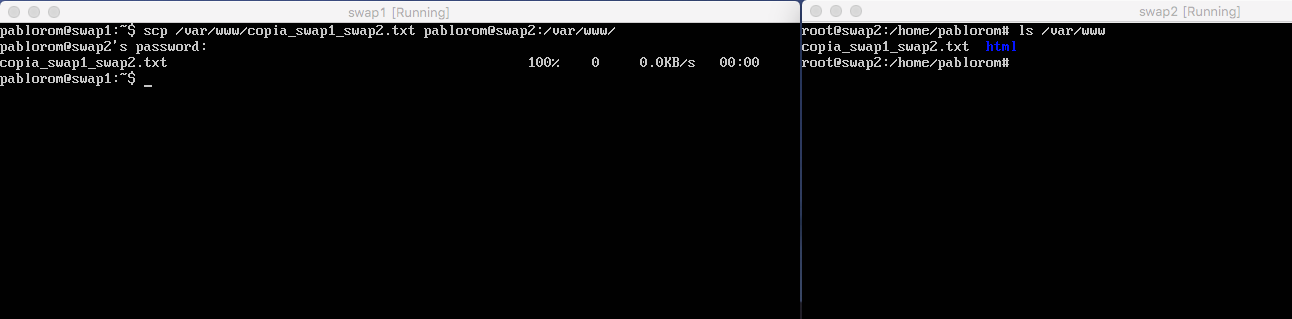 swap1 [Running]
pablorom@swap1:~$ scp /var/www/copia_swap1_swap2.txt pablorom@swap2:/var/www/
pablorom@swap2's password:
copia_swap1_swap2.txt 100% 0 0.0KB/s 00:00
pablorom@swap1:~$ _
swap2 [Running]
root@swap2:/home/pablorom# ls /var/www
copia_swap1_swap2.txt html
root@swap2:/home/pablorom#